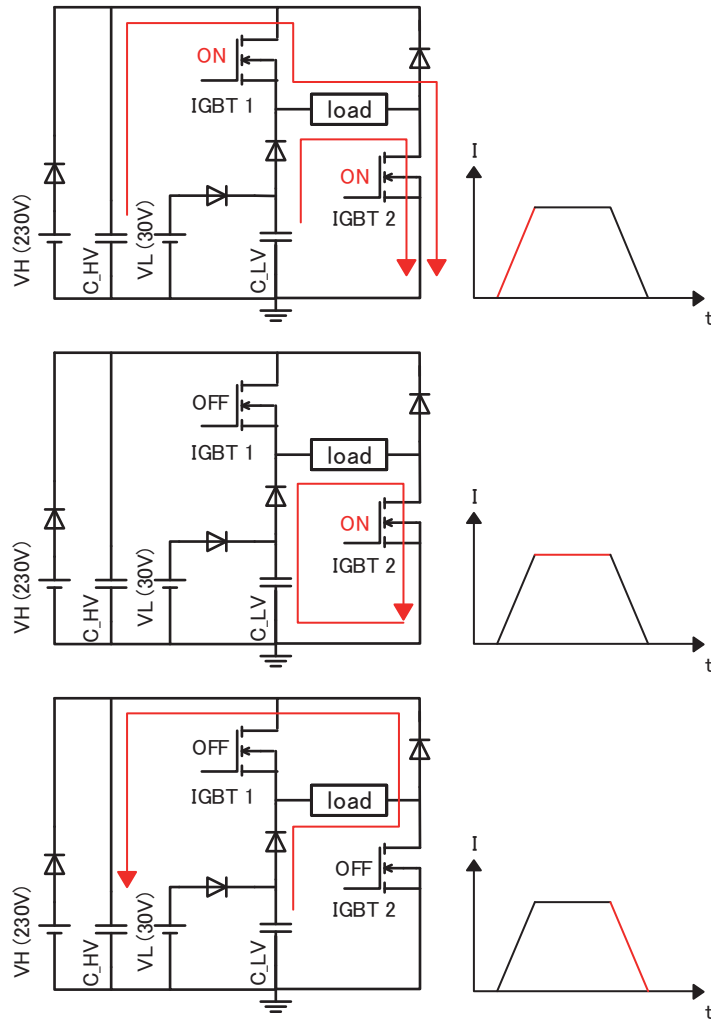 ON
IGBT 1
load
ON
IGBT 2
VH (230V)
C_HV
VL (30V)
C_LV
I
t
OFF
IGBT 1
load
ON
IGBT 2
VH (230V)
C_HV
VL (30V)
C_LV
I
t
OFF
IGBT 1
load
OFF
IGBT 2
VH (230V)
C_HV
VL (30V)
C_LV
I
t